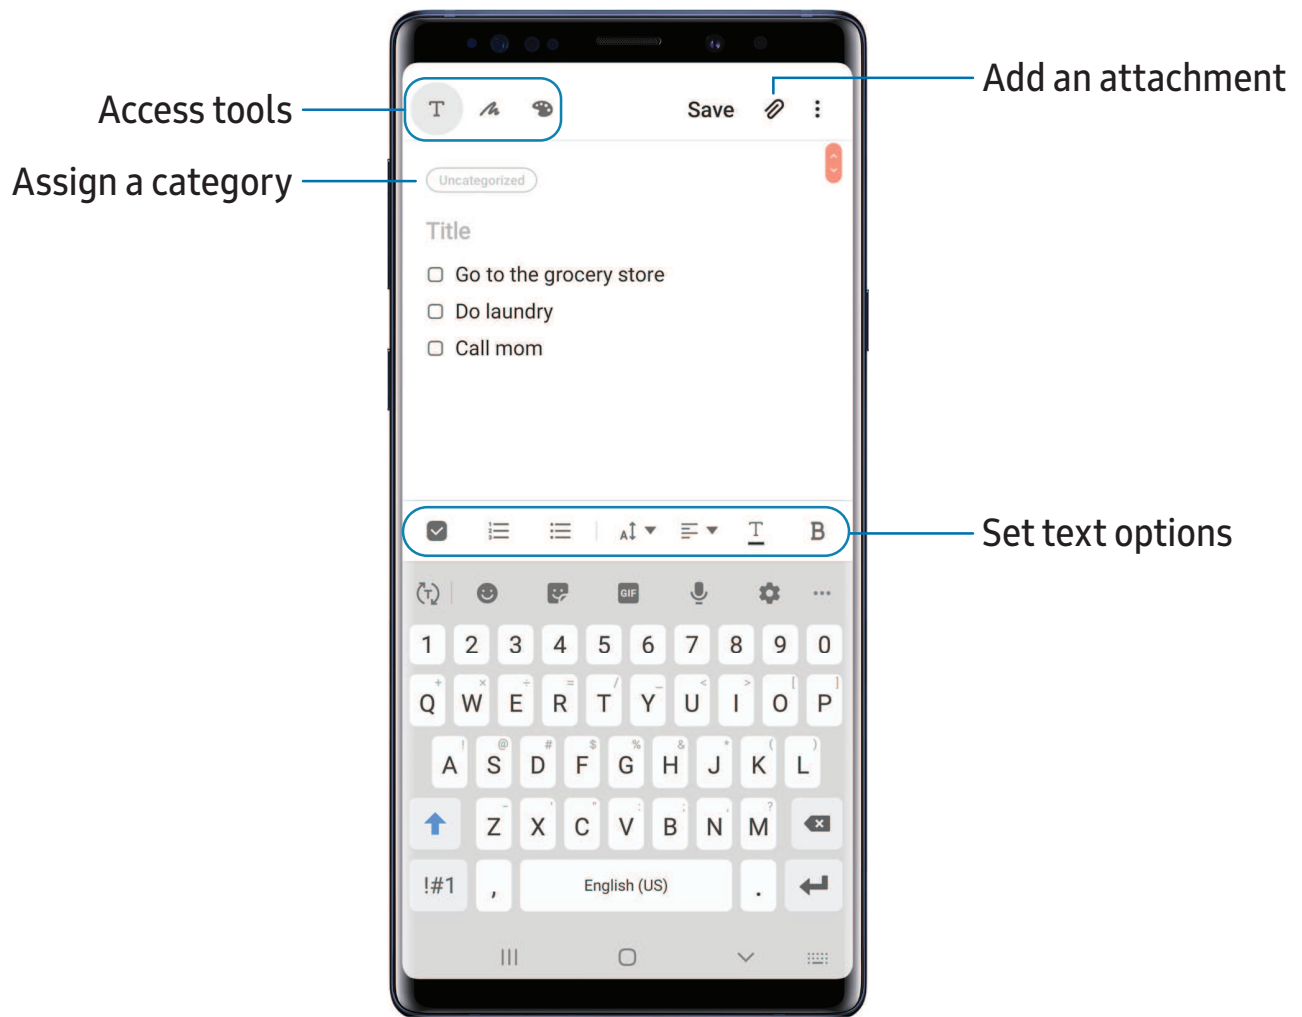 Add an attachment
Access tools
T
Save
Assign a category
Uncategorized
Title
Go to the grocery store
Do laundry
Call mom
Set text options
A T B
T GIF
1 2 3 4 5 6 7 8 9 0
+ × ÷ = / _ < > [ ]
Q W E R T Y U I O P
! @ # $ % & * ( )
A S D F G H J K L
- ' " : ; , ?
Z X C V B N M
!#1 , English (US) .